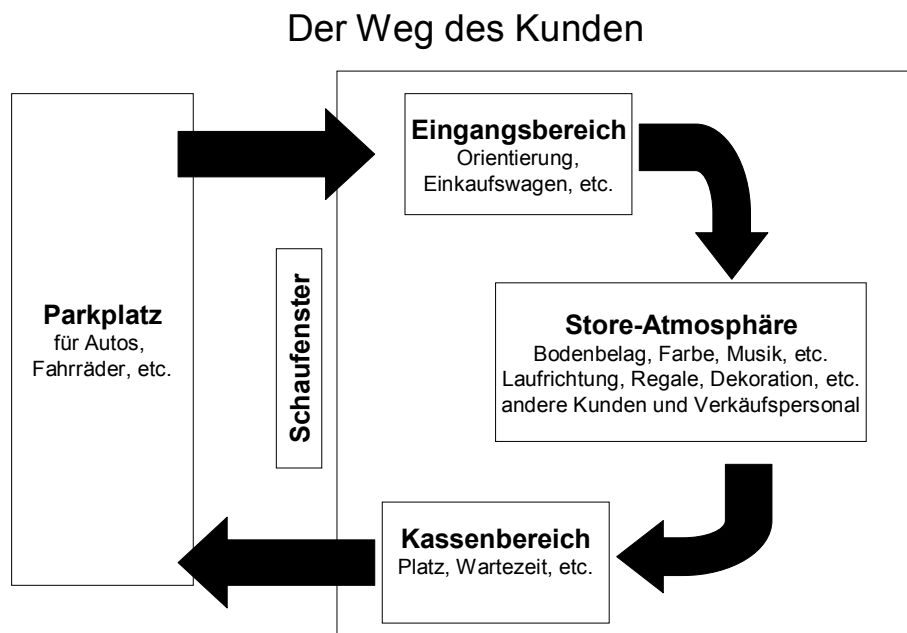 Der Weg des Kunden
Eingangsbereich
Orientierung,
Einkaufswagen, etc.
Parkplatz
für Autos,
Fahrräder, etc.
Schaufenster
Store-Atmosphäre
Bodenbelag, Farbe, Musik, etc.
Laufrichtung, Regale, Dekoration, etc.
andere Kunden und Verkäufspersonal
Kassenbereich
Platz, Wartezeit, etc.